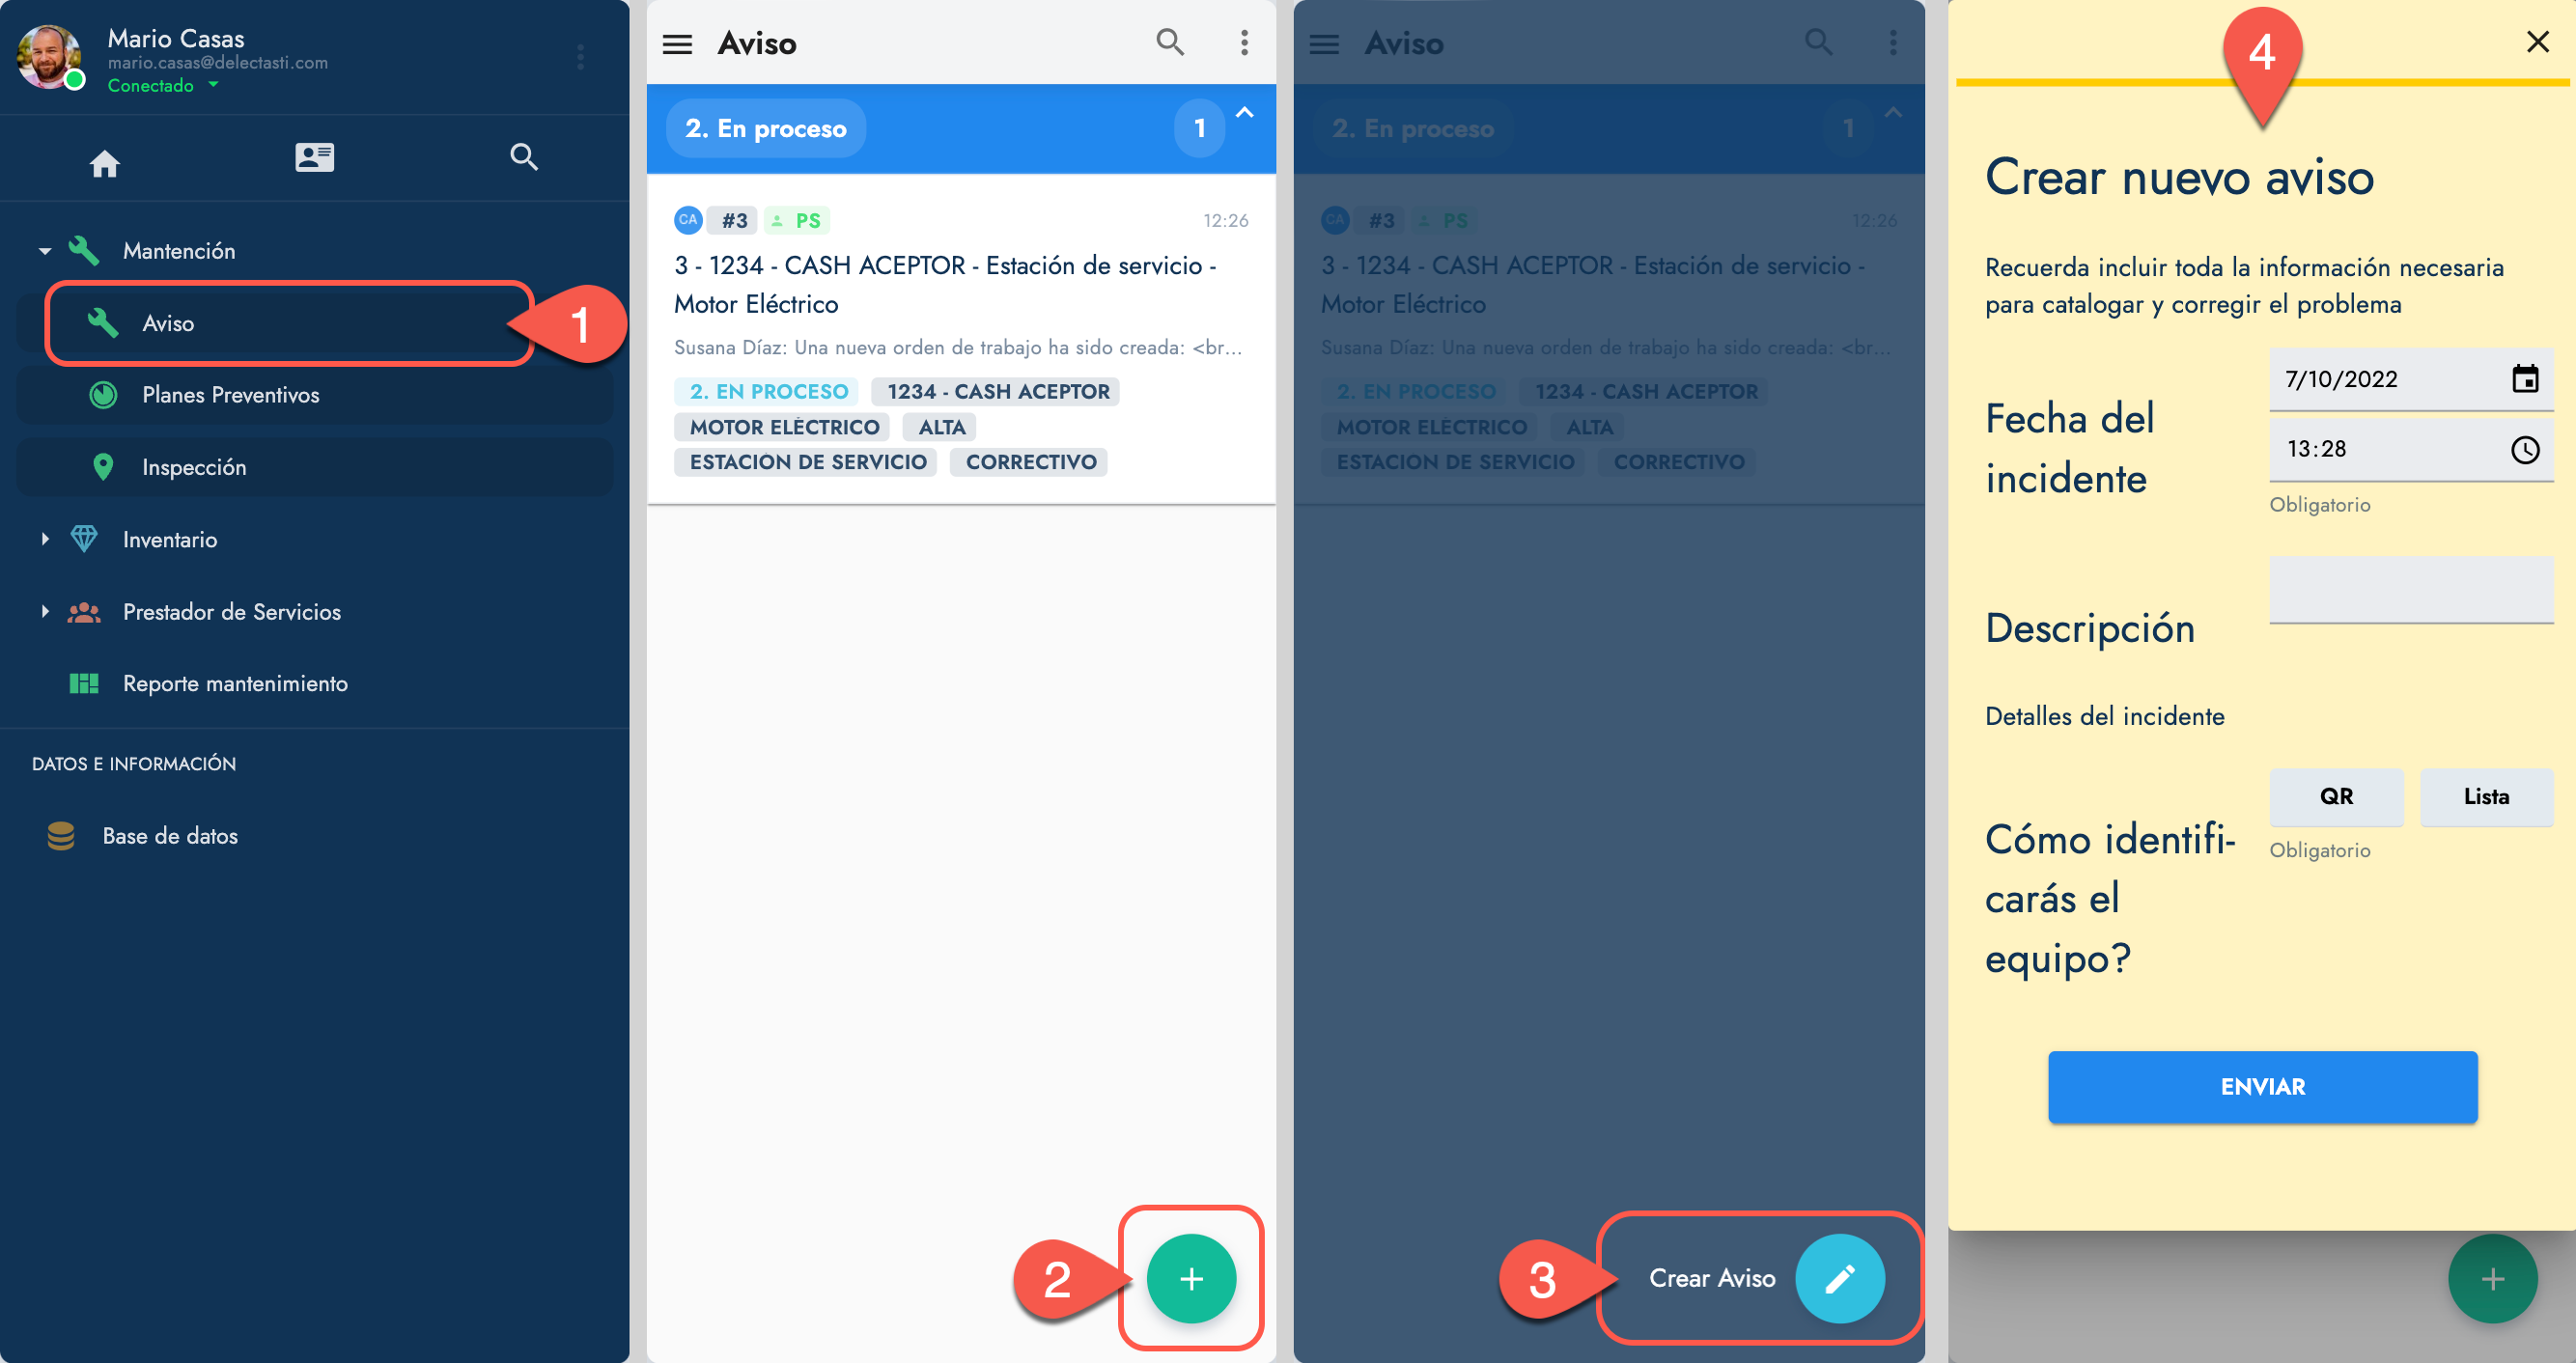 Mario Casas
mario.casas@delectasti.com
Conectado
Mantención
Aviso
1
Planes Preventivos
Inspección
Inventario
Prestador de Servicios
Reporte mantenimiento
DATOS E INFORMACIÓN
Base de datos
Aviso
2. En proceso 1
CA #3 PS 12:26
3 - 1234 - CASH ACEPTOR - Estación de servicio -
Motor Eléctrico
Susana Díaz: Una nueva orden de trabajo ha sido creada: <br...
2. EN PROCESO 1234 - CASH ACEPTOR
MOTOR ELÉCTRICO ALTA
ESTACIÓN DE SERVICIO CORRECTIVO
2
Aviso
2. En proceso 1
CA #3 PS 12:26
3 - 1234 - CASH ACEPTOR - Estación de servicio -
Motor Eléctrico
Susana Díaz: Una nueva orden de trabajo ha sido creada: <br...
2. EN PROCESO 1234 - CASH ACEPTOR
MOTOR ELÉCTRICO ALTA
ESTACIÓN DE SERVICIO CORRECTIVO
3 Crear Aviso
4
Crear nuevo aviso
Recuerda incluir toda la información necesaria
para catalogar y corregir el problema
7/10/2022
Fecha del
incidente
13:28
Obligatorio
Descripción
Detalles del incidente
QR Lista
Cómo identifi-
carás el
equipo?
Obligatorio
ENVIAR